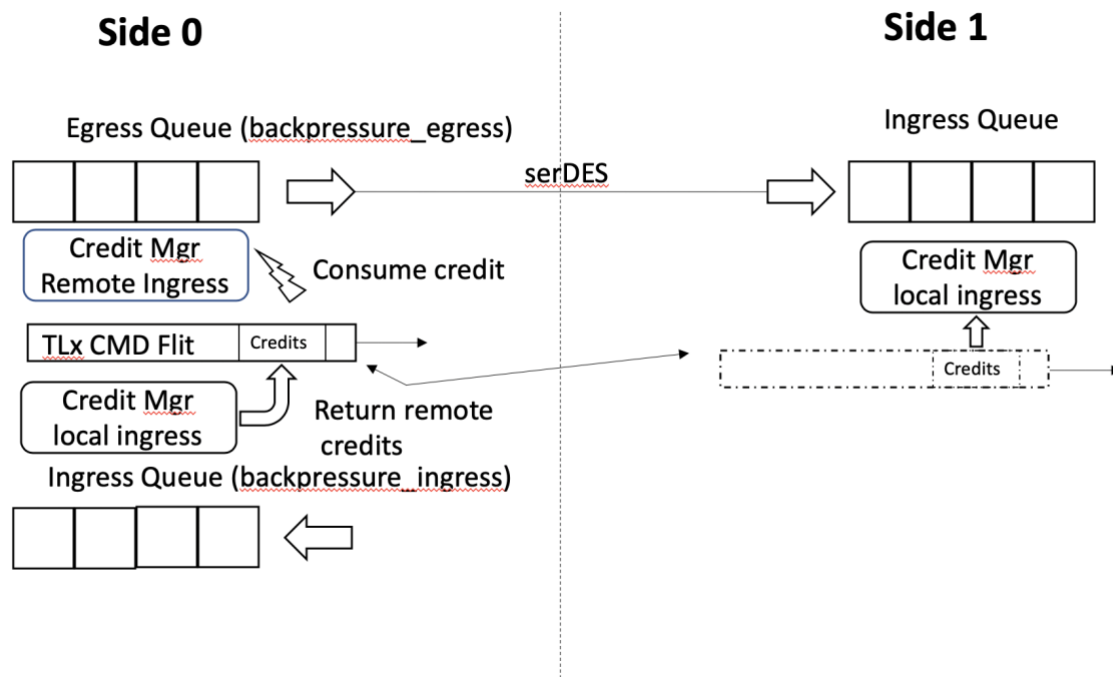 Side 0
Side 1
Egress Queue (backpressure_egress)
Ingress Queue
serDES
Credit Mgr
Remote Ingress
Consume credit
Credit Mgr
local ingress
TLx CMD Flit
Credits
Credits
Credit Mgr
local ingress
Return remote
credits
Ingress Queue (backpressure_ingress)